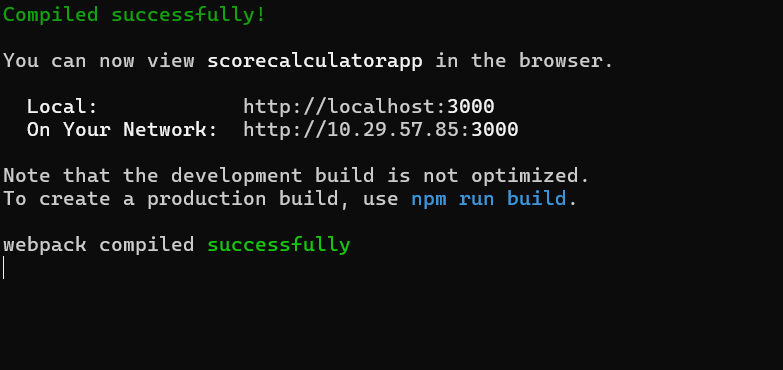 Compiled successfully!
You can now view scorecalculatorapp in the browser.
Local: http://localhost:3000
On Your Network: http://10.29.57.85:3000
Note that the development build is not optimized.
To create a production build, use npm run build.
webpack compiled successfully